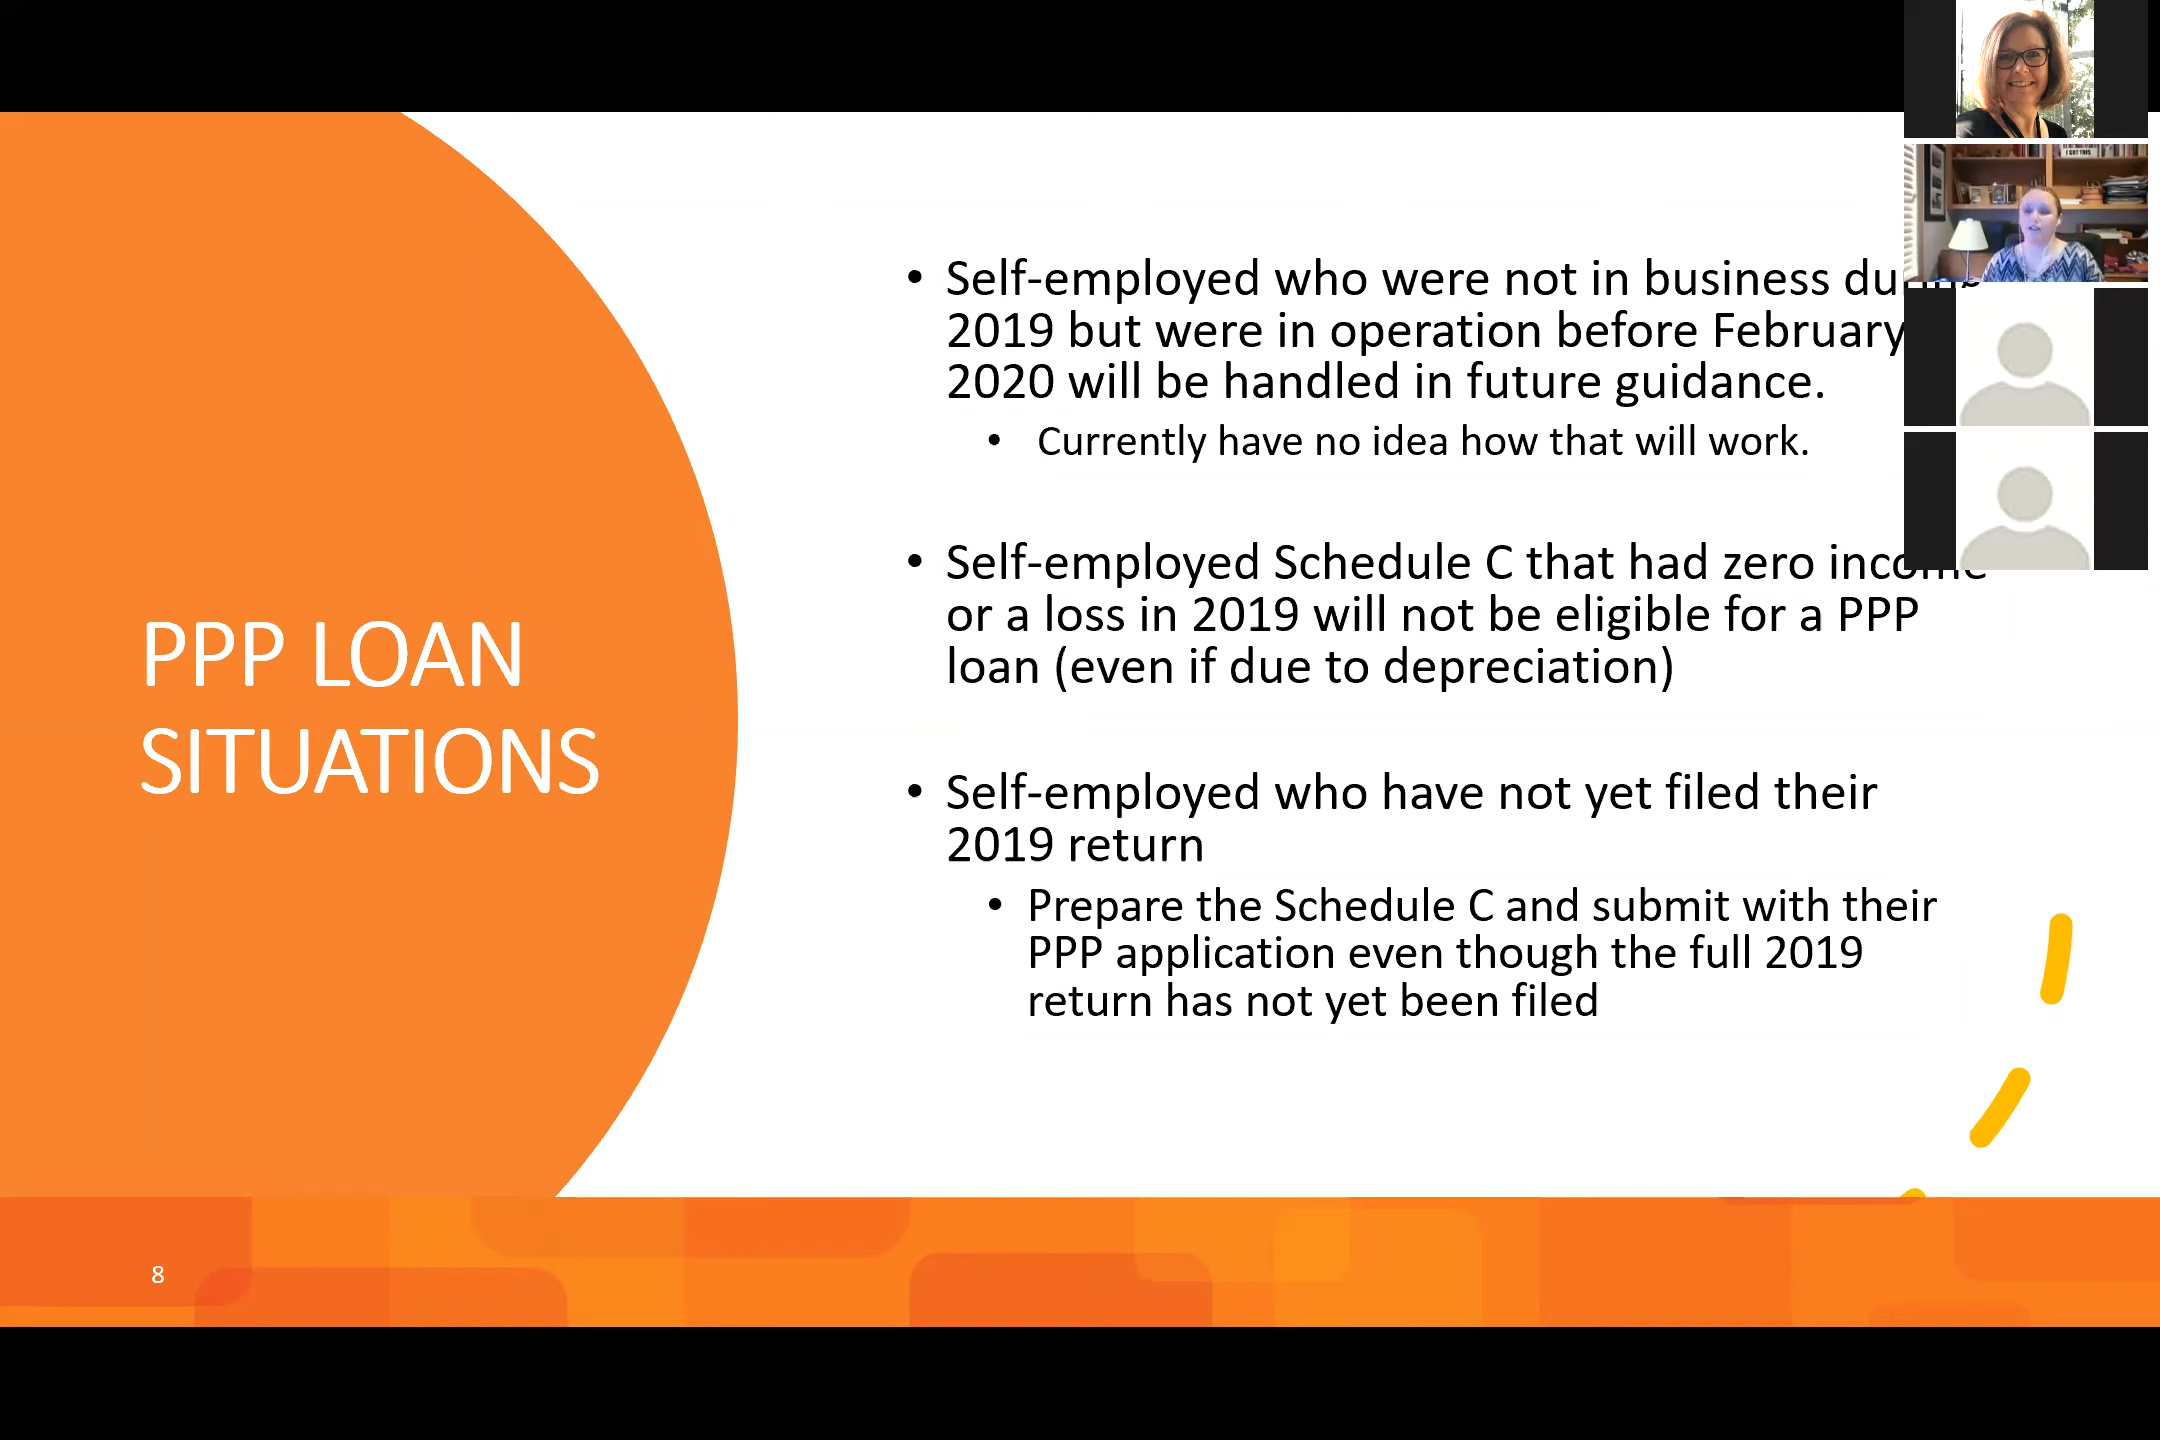 PPP LOAN
SITUATIONS
• Self-employed who were not in business
2019 but were in operation before February
2020 will be handled in future guidance.
• Currently have no idea how that will work.
• Self-employed Schedule C that had zero income
or a loss in 2019 will not be eligible for a PPP
loan (even if due to depreciation)
• Self-employed who have not yet filed their
2019 return
• Prepare the Schedule C and submit with their
PPP application even though the full 2019
return has not yet been filed
8
I GOT THIS